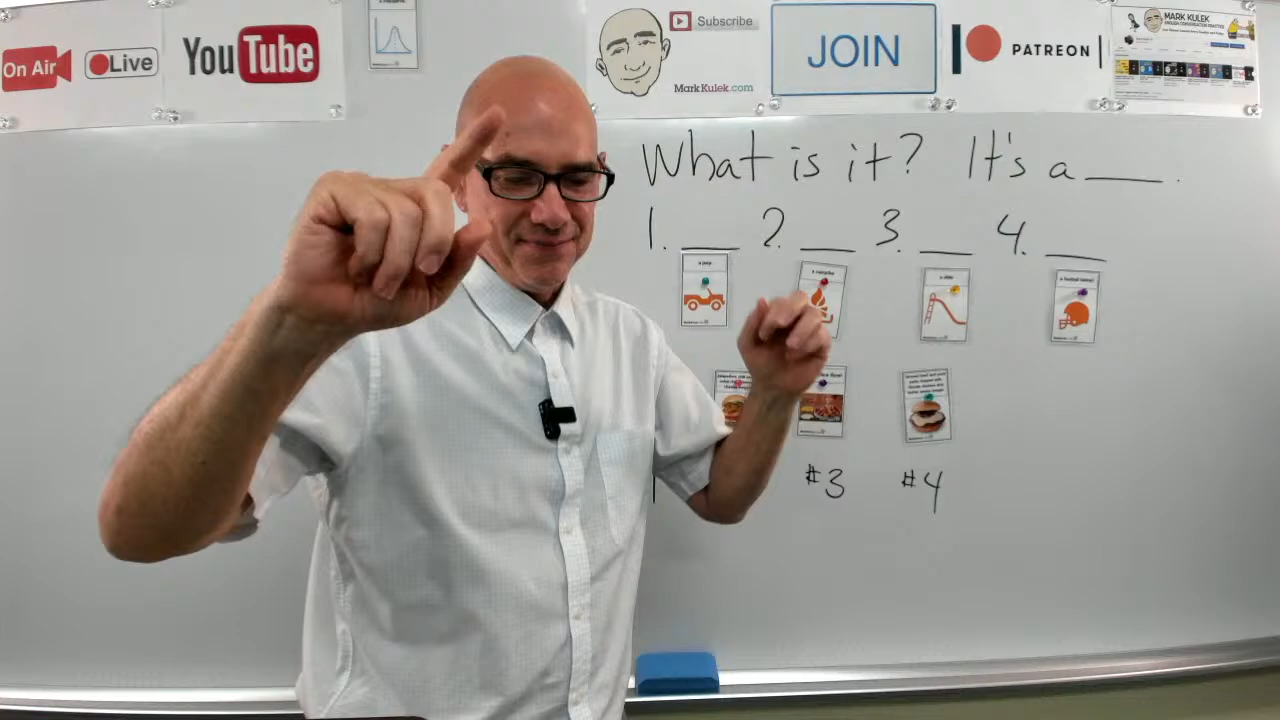 On Air
Live
YouTube
Subscribe
MarkKulek.com
JOIN
PATREON
MARK KULEK
What is it? It's a ___.
1. ___ 2. ___ 3. ___ 4. ___
a jeep
a campfire
a slide
a football helmet
#3 #4